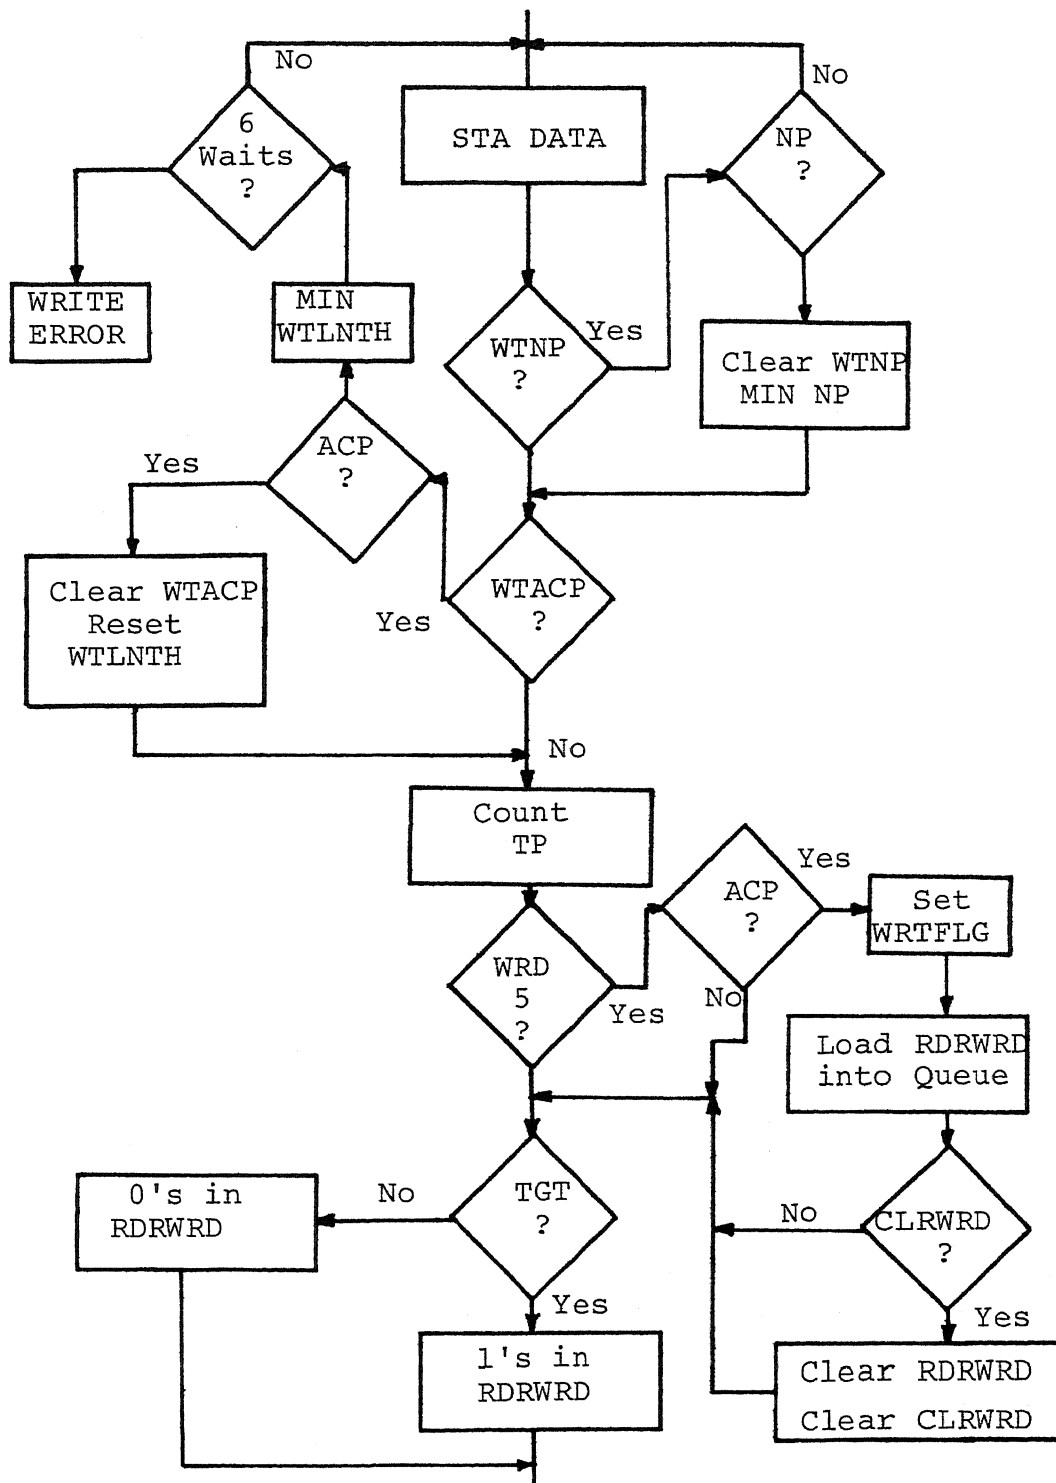 No
No
6
Waits
?
STA DATA
NP
?
WRITE
ERROR
MIN
WTLNTH
WTNP
?
Yes
Clear WTNP
MIN NP
ACP
?
Yes
Clear WTACP
Reset
WTLNTH
WTACP
?
Yes
No
Count
TP
ACP
?
Yes
Set
WRTFLG
WRD
5
?
Yes
No
Load RDRWRD
into Queue
TGT
?
No
0's in
RDRWRD
CLRWRD
?
No
Yes
1's in
RDRWRD
Yes
Clear RDRWRD
Clear CLRWRD